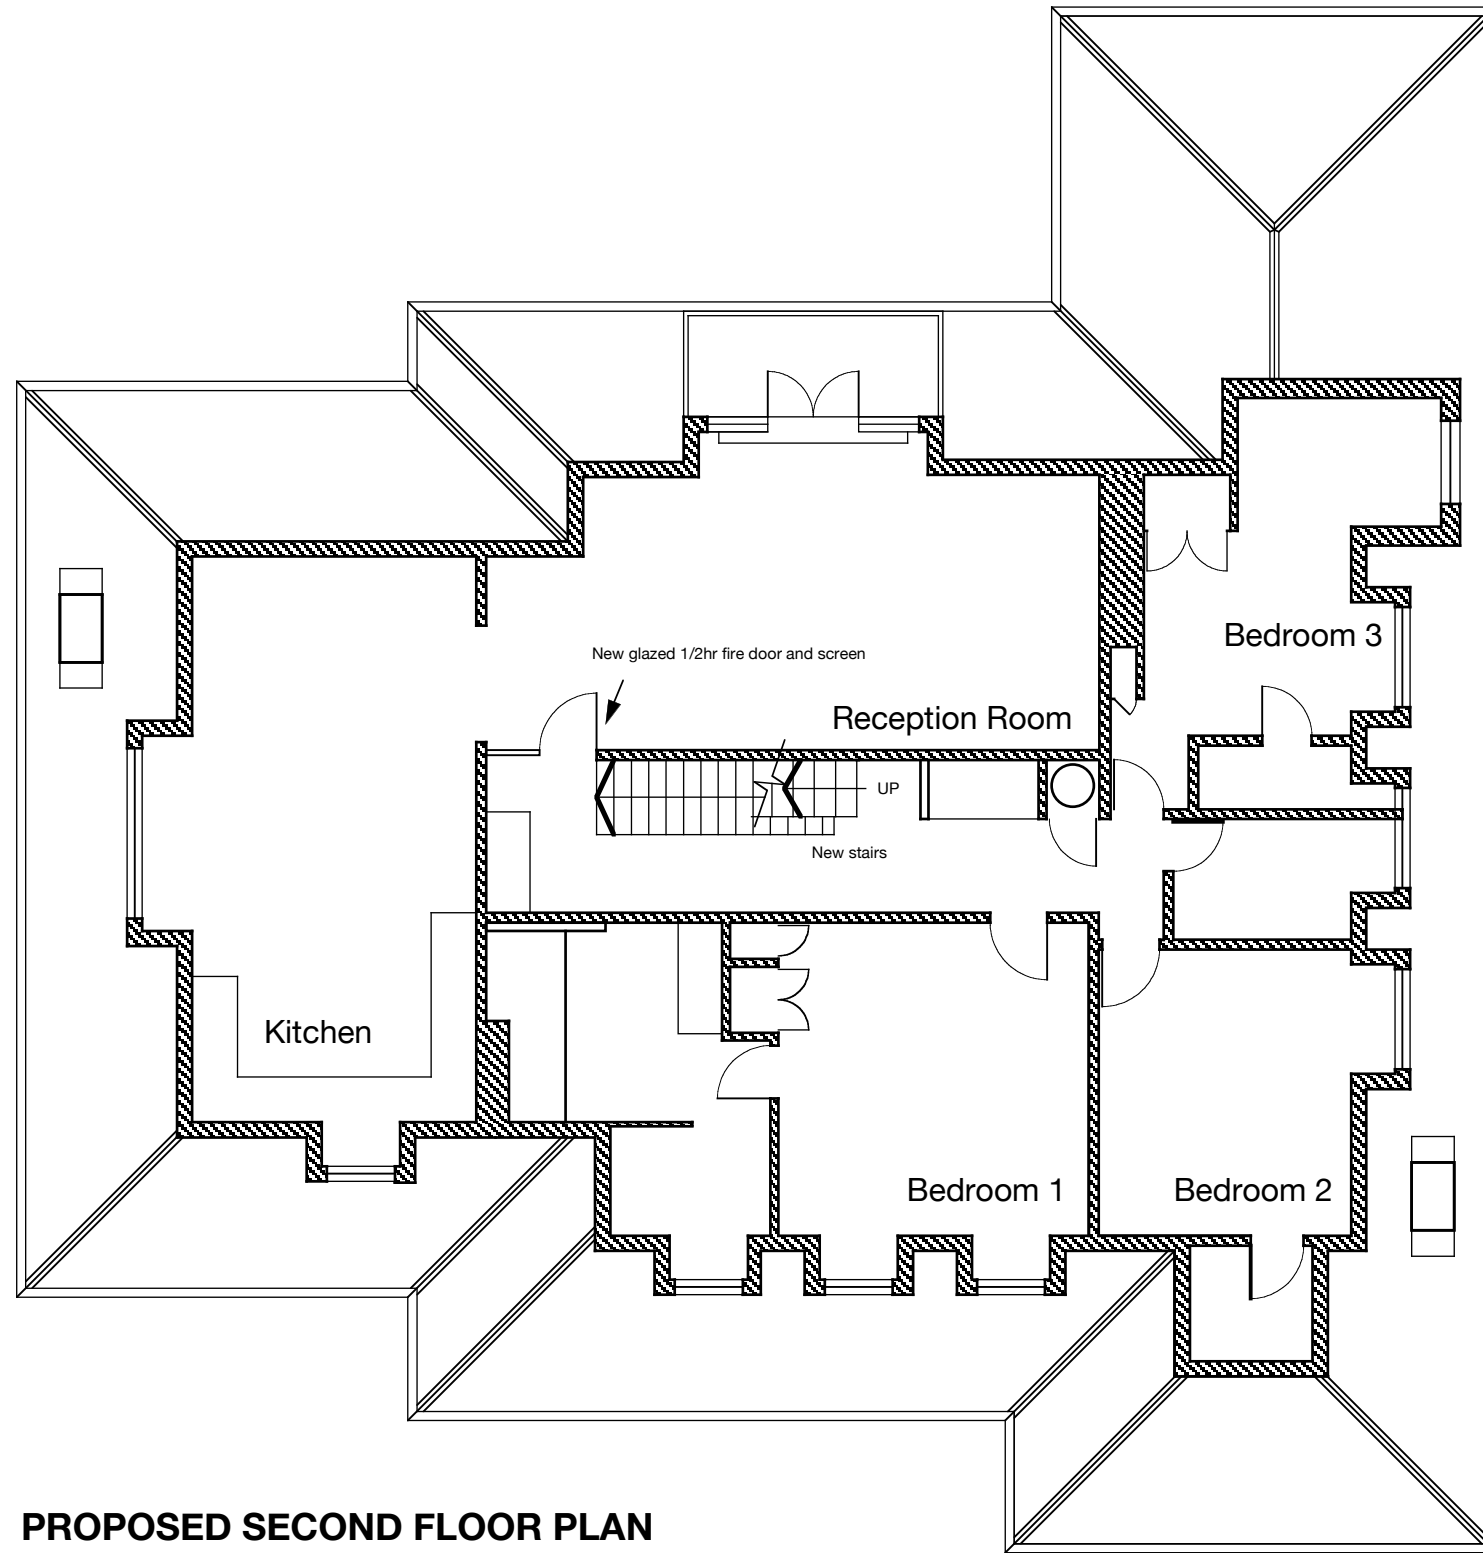 Bedroom 3
New glazed 1/2hr fire door and screen
Reception Room
UP
New stairs
Kitchen
Bedroom 1
Bedroom 2
PROPOSED SECOND FLOOR PLAN